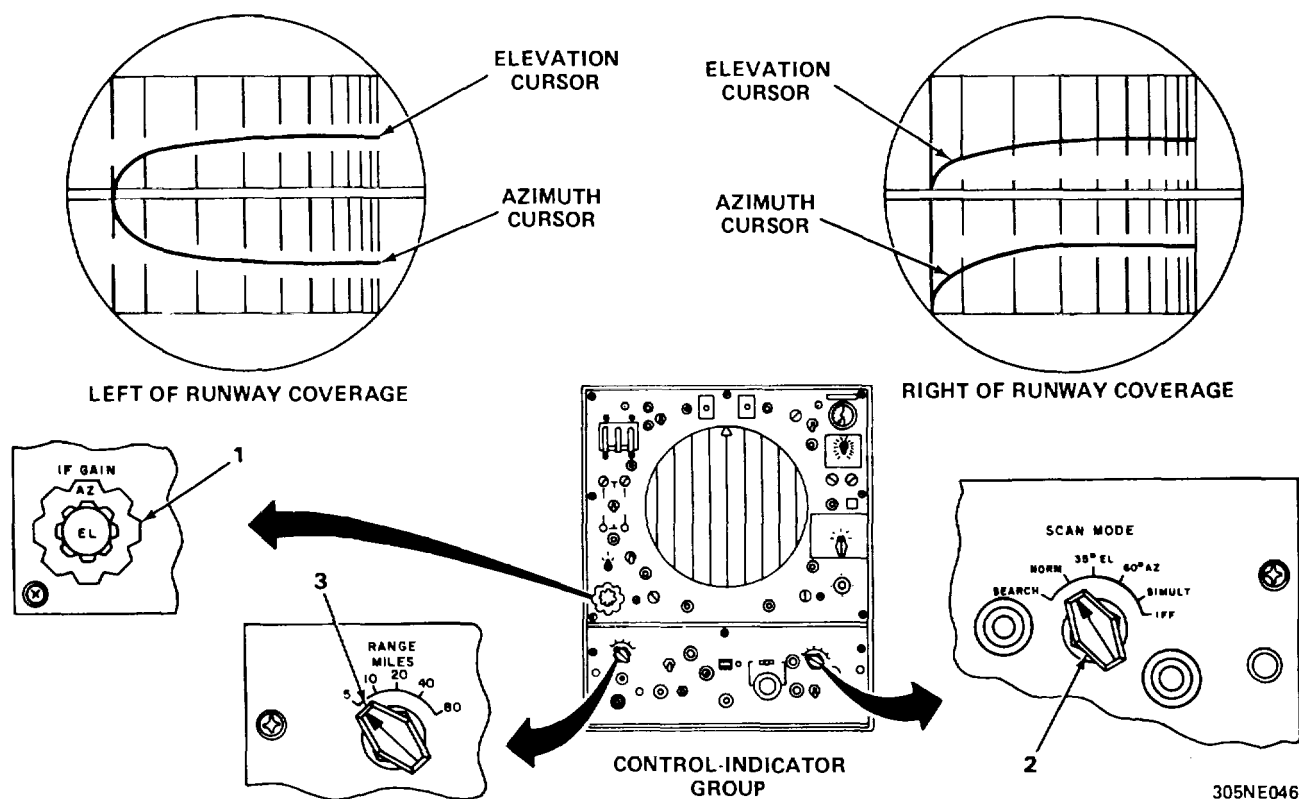 ELEVATION
CURSOR
AZIMUTH
CURSOR
LEFT OF RUNWAY COVERAGE
ELEVATION
CURSOR
AZIMUTH
CURSOR
RIGHT OF RUNWAY COVERAGE
1
IF GAIN
AZ
EL
3
RANGE
MILES
5 10 20 40 80
CONTROL-INDICATOR
GROUP
SCAN MODE
SEARCH NORM 35° EL 60° AZ SIMULT IFF
2
305NE046